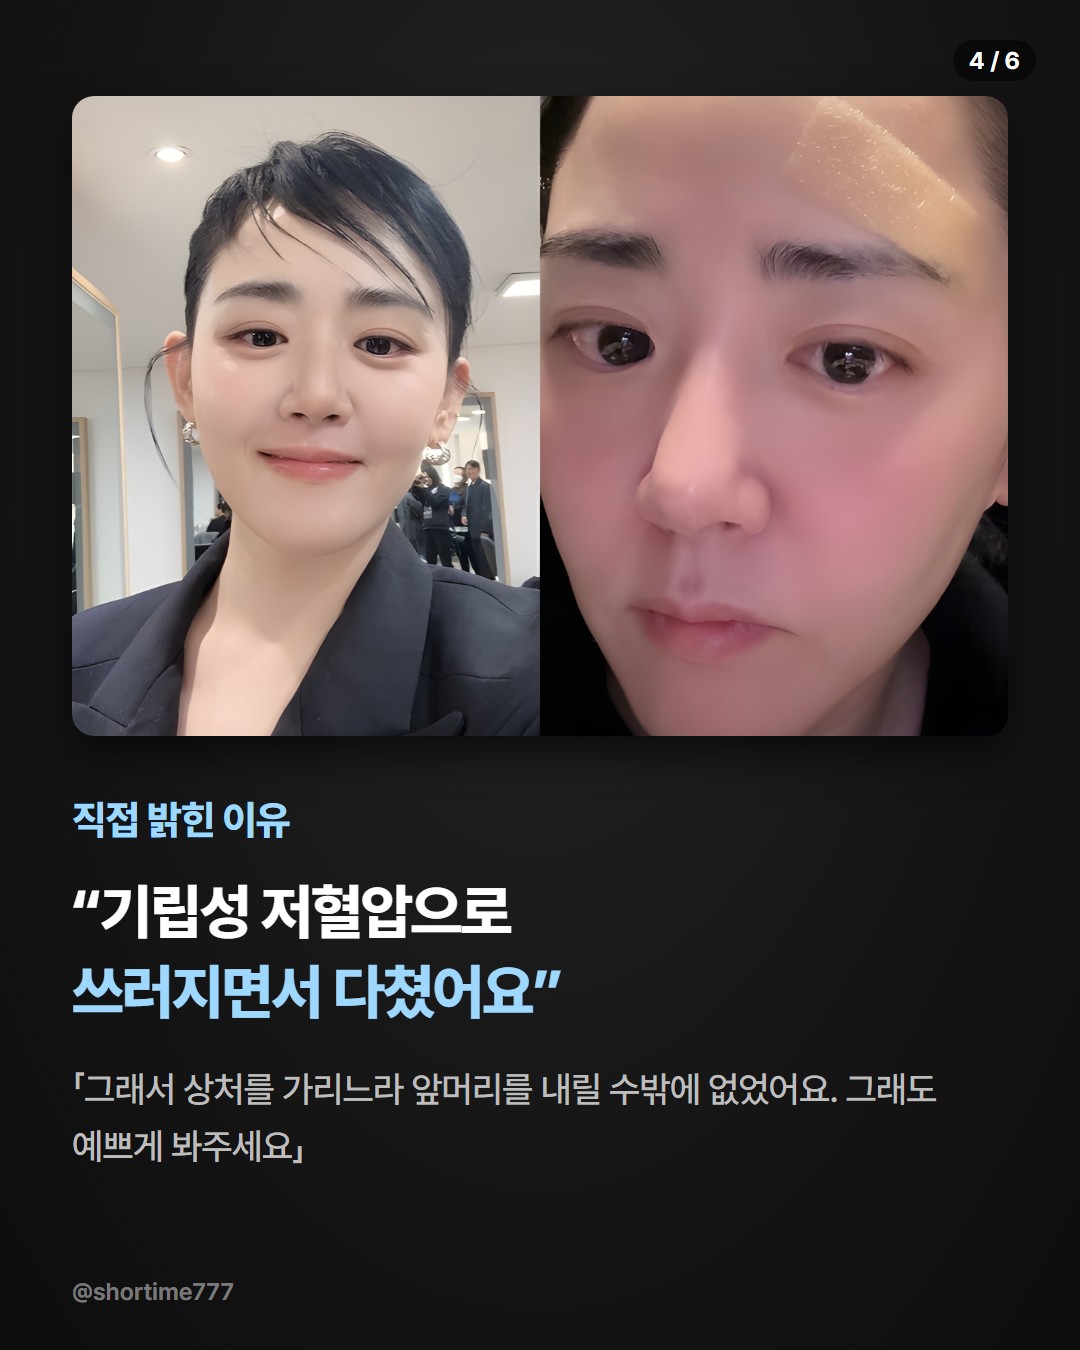 4 / 6
직접 밝힌 이유
“기립성 저혈압으로
쓰러지면서 다쳤어요”
「그래서 상처를 가리느라 앞머리를 내릴 수밖에 없었어요. 그래도
예쁘게 봐주세요」
@shortime777